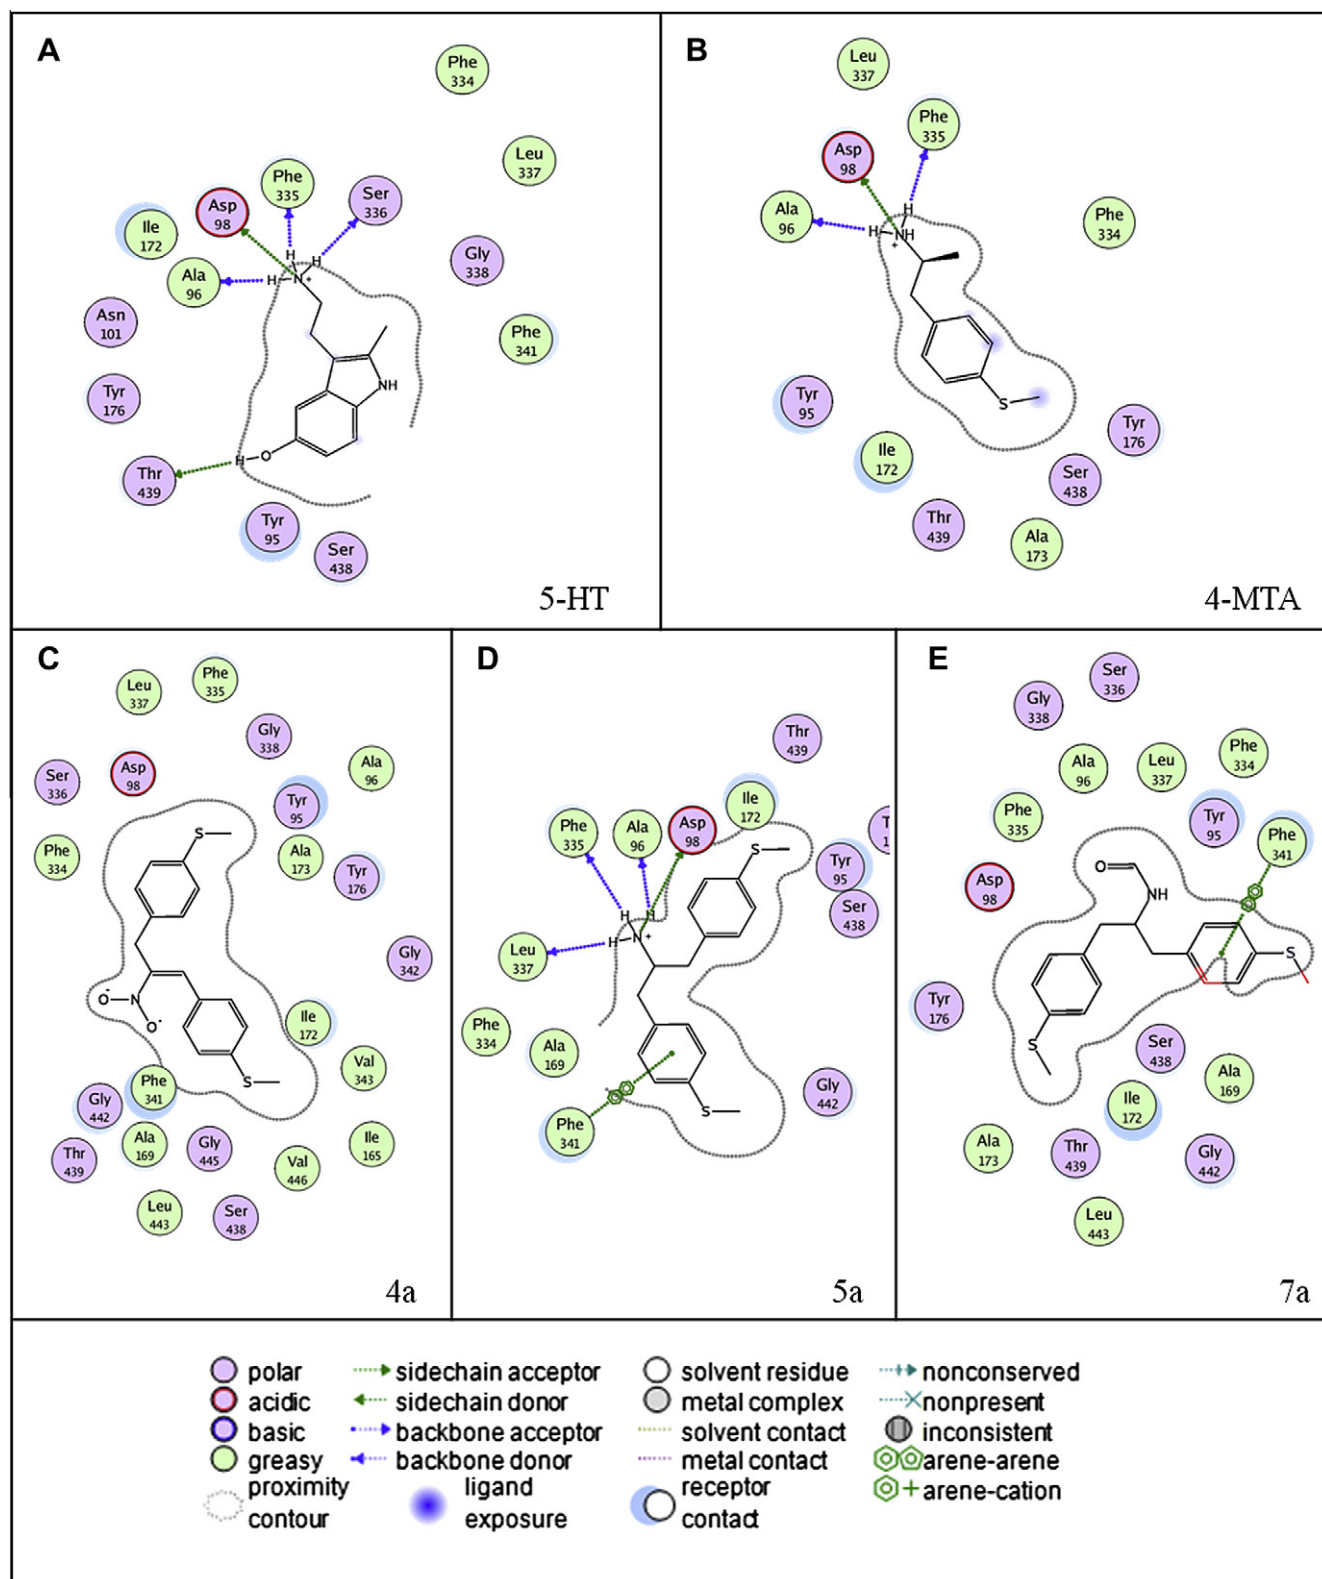 A
Phe
334
Leu
337
Phe
335
Ser
336
Asp
98
Ile
172
Gly
338
Ala
96
Asn
101
Phe
341
Tyr
176
Thr
439
Tyr
95
Ser
438
H
H
H
N
+
NH
H
O
5-HT
B
Leu
337
Phe
335
Asp
98
Ala
96
Phe
334
H
H
NH
+
S
Tyr
95
Ile
172
Tyr
176
Ser
438
Thr
439
Ala
173
4-MTA
C
Phe
335
Leu
337
Gly
338
Ala
96
Asp
98
Ser
336
Tyr
95
Phe
334
Ala
173
Tyr
176
Gly
342
S
O-
N
O-
S
Ile
172
Val
343
Phe
341
Gly
442
Thr
439
Ala
169
Gly
445
Val
446
Ile
165
Leu
443
Ser
438
4a
D
Thr
439
Ile
172
Phe
335
Ala
96
Asp
98
Tyr
95
Ser
438
S
H
H
H
N
+
Leu
337
Phe
334
Ala
169
Gly
442
Phe
341
S
5a
E
Ser
336
Gly
338
Phe
334
Ala
96
Leu
337
Phe
335
Tyr
95
Phe
341
Asp
98
O
NH
S
S
Tyr
176
Ser
438
Ala
169
Ile
172
Ala
173
Thr
439
Gly
442
Leu
443
7a
polar sidechain acceptor solvent residue nonconserved
acidic sidechain donor metal complex nonpresent
basic backbone acceptor solvent contact inconsistent
greasy backbone donor metal contact arene-arene
proximity ligand receptor + arene-cation
contour exposure contact